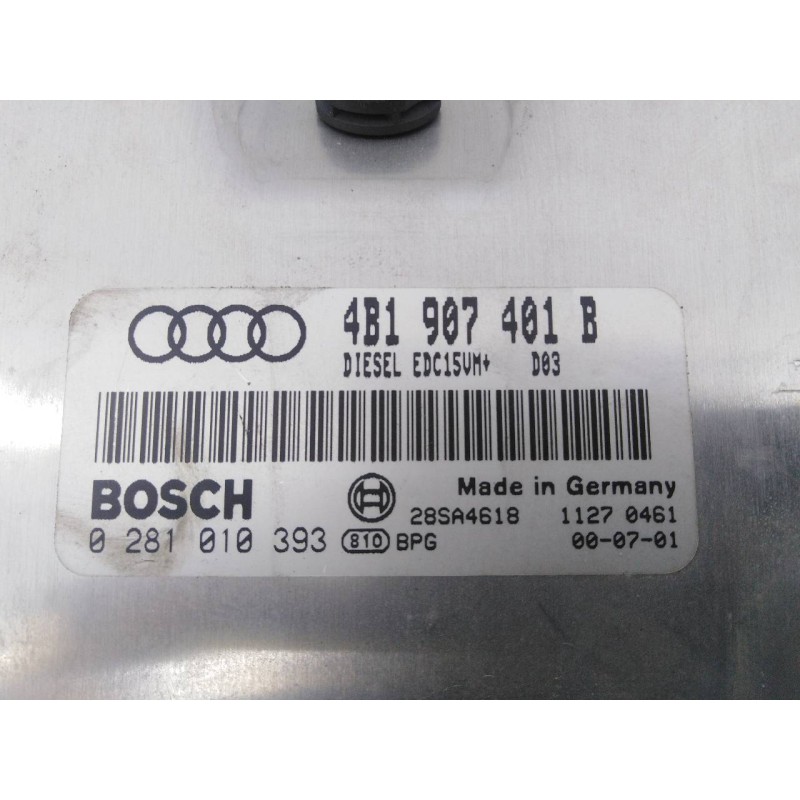 4B1 907 401 B
DIESEL EDC15VM+ D03
BOSCH
Made in Germany
28SA4618 1127 0461
0 281 010 393 810 BPG 00-07-01